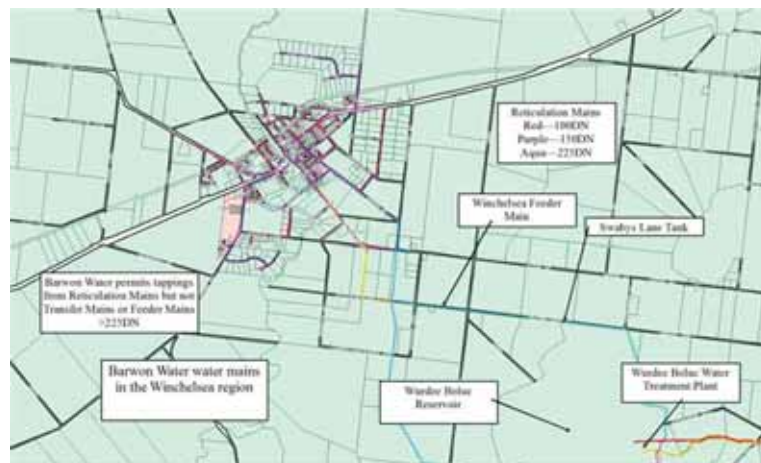 Reticulation Mains
Red—100DN
Purple—150DN
Aqua—225DN
Winchelsea Feeder
Main
Swabys Lane Tank
Barwon Water permits tappings
from Reticulation Mains but not
Transfer Mains or Feeder Mains
>225DN
Barwon Water water mains
in the Winchelsea region
Wurdee Boluc
Reservoir
Wurdee Boluc Water
Treatment Plant